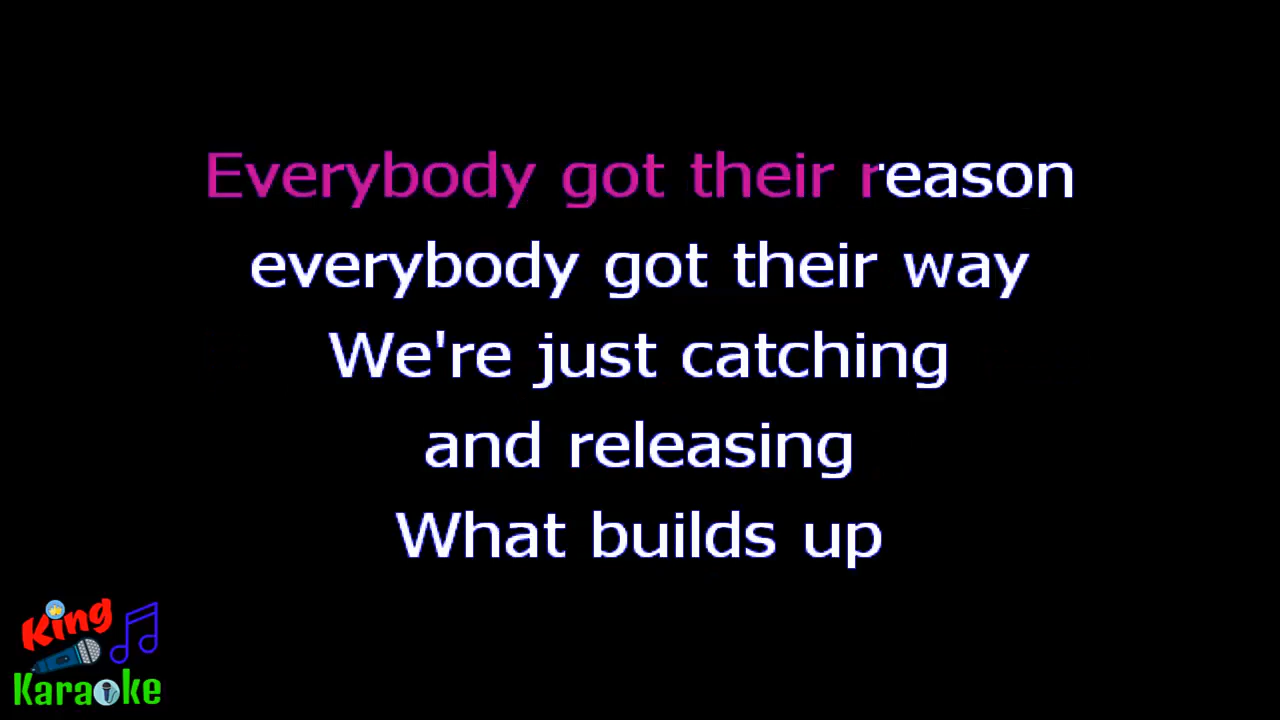 Everybody got their reason
everybody got their way
We're just catching
and releasing
What builds up
King
Karaoke